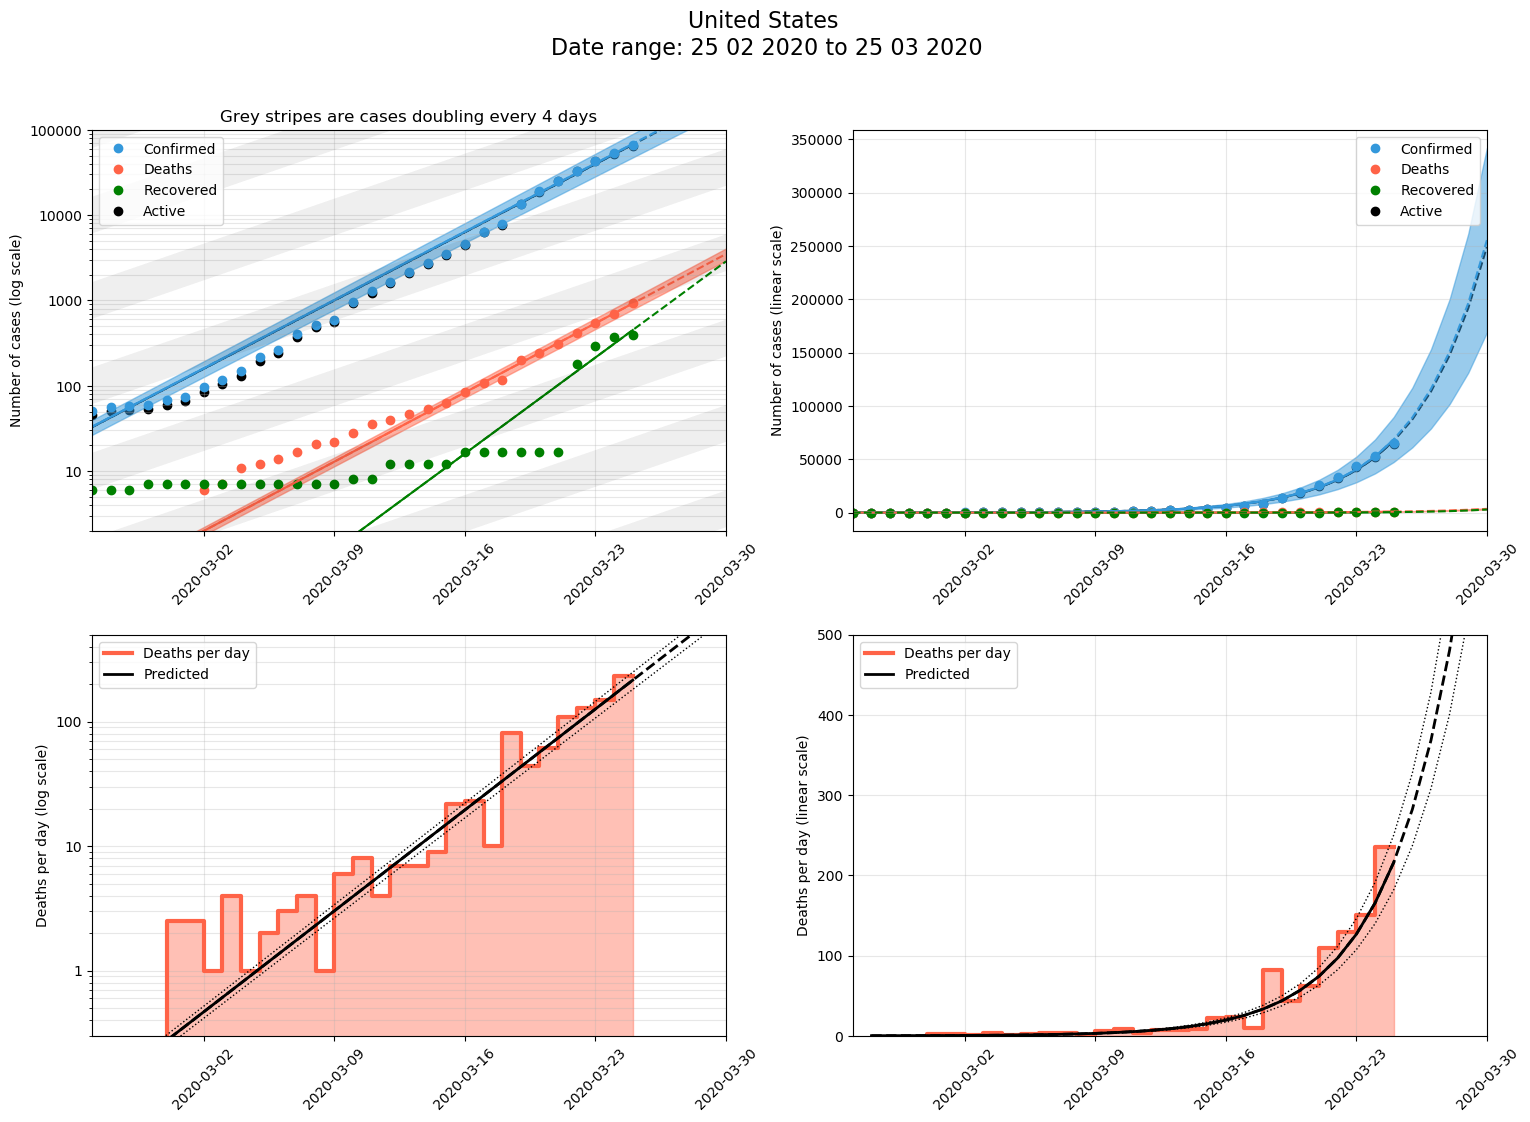 United States
Date range: 25 02 2020 to 25 03 2020
Grey stripes are cases doubling every 4 days
Number of cases (log scale)
100000
10000
1000
100
10
Confirmed
Deaths
Recovered
Active
2020-03-02
2020-03-09
2020-03-16
2020-03-23
2020-03-30
Number of cases (linear scale)
350000
300000
250000
200000
150000
100000
50000
0
Confirmed
Deaths
Recovered
Active
2020-03-02
2020-03-09
2020-03-16
2020-03-23
2020-03-30
Deaths per day (log scale)
100
10
1
Deaths per day
Predicted
2020-03-02
2020-03-09
2020-03-16
2020-03-23
2020-03-30
Deaths per day (linear scale)
500
400
300
200
100
0
Deaths per day
Predicted
2020-03-02
2020-03-09
2020-03-16
2020-03-23
2020-03-30